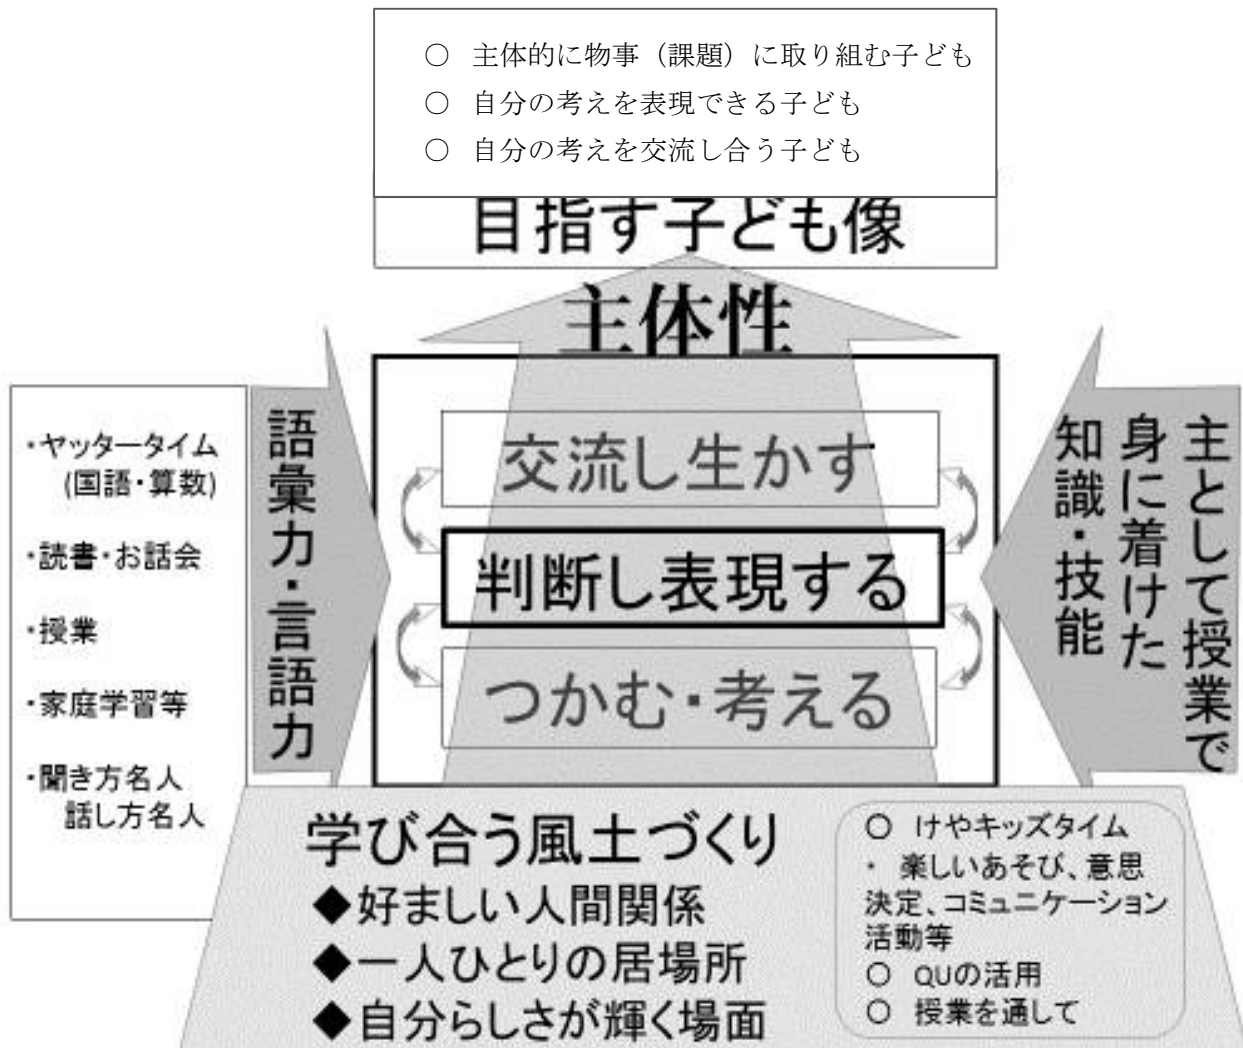 ○ 主体的に物事（課題）に取り組む子ども
○ 自分の考えを表現できる子ども
○ 自分の考えを交流し合う子ども
目指す子ども像
主体性
・ヤッタータイム
(国語・算数)
・読書・お話会
・授業
・家庭学習等
・聞き方名人
話し方名人
語彙力・言語力
交流し生かす
判断し表現する
つかむ・考える
主として授業で
身に着けた
知識・技能
学び合う風土づくり
◆好ましい人間関係
◆一人ひとりの居場所
◆自分らしさが輝く場面
○ けやキッズタイム
・ 楽しいあそび、意思
決定、コミュニケーション
活動等
○ QUの活用
○ 授業を通して